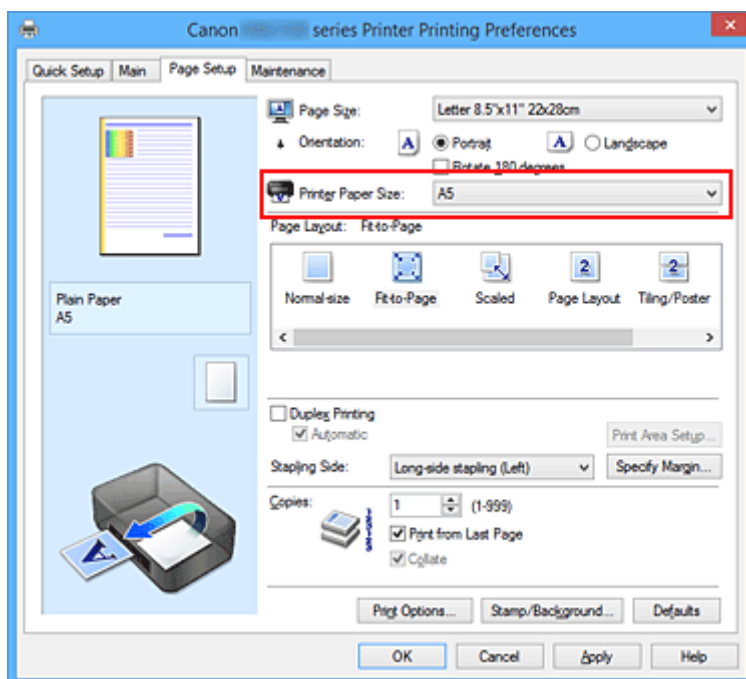 Canon series Printer Printing Preferences
Quick Setup Main Page Setup Maintenance
Page Size: Letter 8.5"x11" 22x28cm
Orientation: A Portrait A Landscape
Rotate 180 degrees
Printer Paper Size: A5
Page Layout: Fit-to-Page
2 2
Normal-size Fit-to-Page Scaled Page Layout Tiling/Poster
Plain Paper
A5
Duplex Printing
Automatic
Print Area Setup...
Stapling Side: Long-side stapling (Left) Specify Margin...
Copies: 1 (1-999)
Print from Last Page
Collate
A
Print Options... Stamp/Background... Defaults
OK Cancel Apply Help